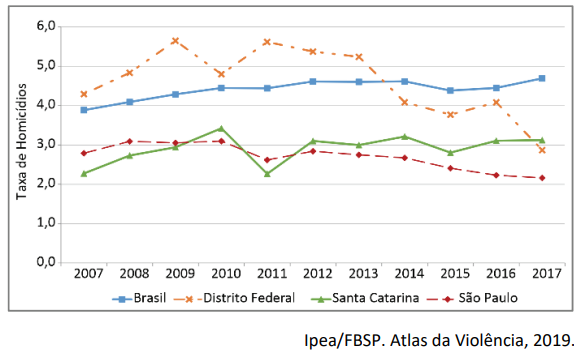 6,0
5,0
4,0
3,0
2,0
1,0
0,0
Taxa de Homicídios
2007 2008 2009 2010 2011 2012 2013 2014 2015 2016 2017
Brasil Distrito Federal Santa Catarina São Paulo
Ipea/FBSP. Atlas da Violência, 2019.